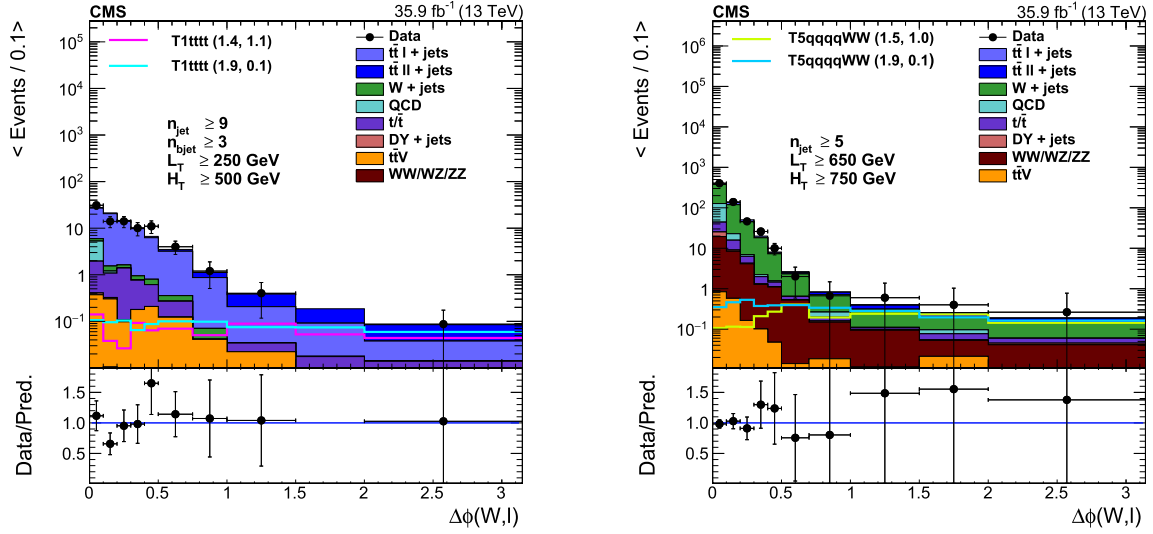 CMS
35.9 fb⁻¹ (13 TeV)
< Events / 0.1 >
10⁵
10⁴
10³
10²
10
1
10⁻¹
T1tttt (1.4, 1.1)
T1tttt (1.9, 0.1)
n_jet ≥ 9
n_bjet ≥ 3
L_T ≥ 250 GeV
H_T ≥ 500 GeV
Data
tt̄ l + jets
tt̄ ll + jets
W + jets
QCD
t/t̄
DY + jets
tt̄V
WW/WZ/ZZ
Data/Pred.
1.5
1.0
0.5
0 0.5 1 1.5 2 2.5 3
Δϕ(W,l)
CMS
35.9 fb⁻¹ (13 TeV)
< Events / 0.1 >
10⁶
10⁵
10⁴
10³
10²
10
1
10⁻¹
T5qqqqWW (1.5, 1.0)
T5qqqqWW (1.9, 0.1)
n_jet ≥ 5
L_T ≥ 650 GeV
H_T ≥ 750 GeV
Data
tt̄ l + jets
tt̄ ll + jets
W + jets
QCD
t/t̄
DY + jets
WW/WZ/ZZ
tt̄V
Data/Pred.
1.5
1.0
0.5
0 0.5 1 1.5 2 2.5 3
Δϕ(W,l)